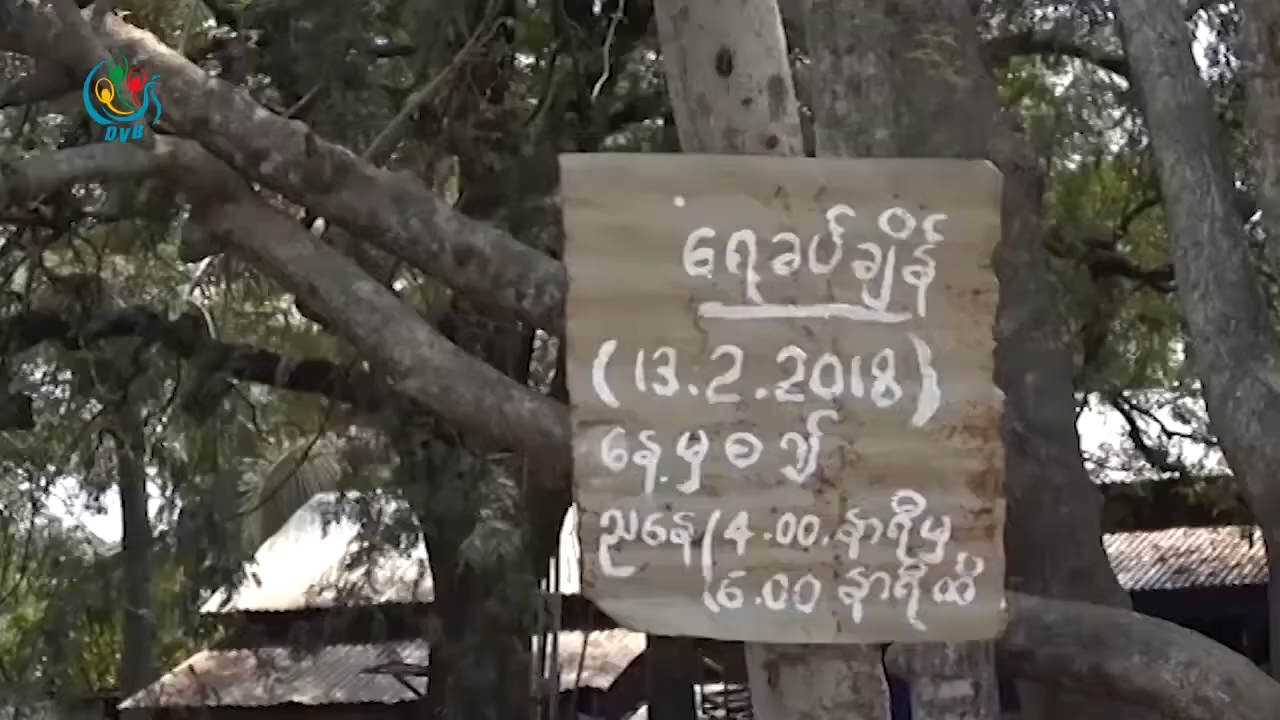 DVB
ရေခပ်ချိန်
(13.2.2018)
နေ့မှစ၍
ညနေ(4.00.နာရီမှ
(6.00 နာရီထိ